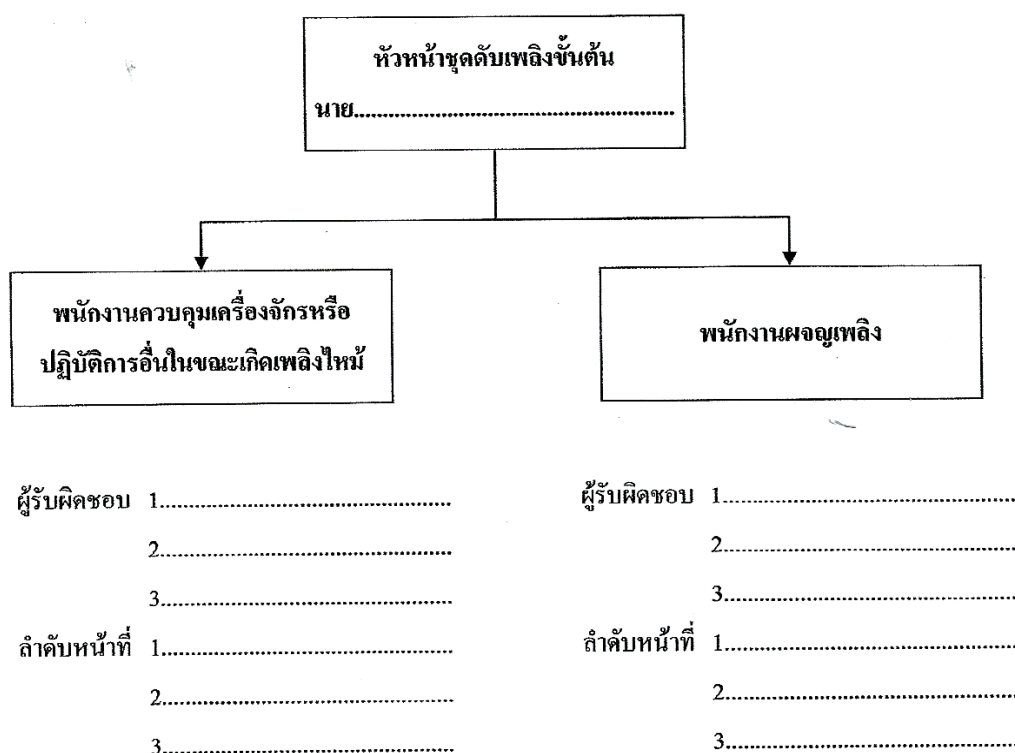 หัวหน้าชุดดับเพลิงขั้นต้น
นาย.......................................................
พนักงานควบคุมเครื่องจักรหรือ
ปฏิบัติการอื่นในขณะเกิดเพลิงไหม้
พนักงานผจญเพลิง
ผู้รับผิดชอบ 1..................................................
2..................................................
3..................................................
ลำดับหน้าที่ 1..................................................
2..................................................
3..................................................
ผู้รับผิดชอบ 1..................................................
2..................................................
3..................................................
ลำดับหน้าที่ 1..................................................
2..................................................
3..................................................